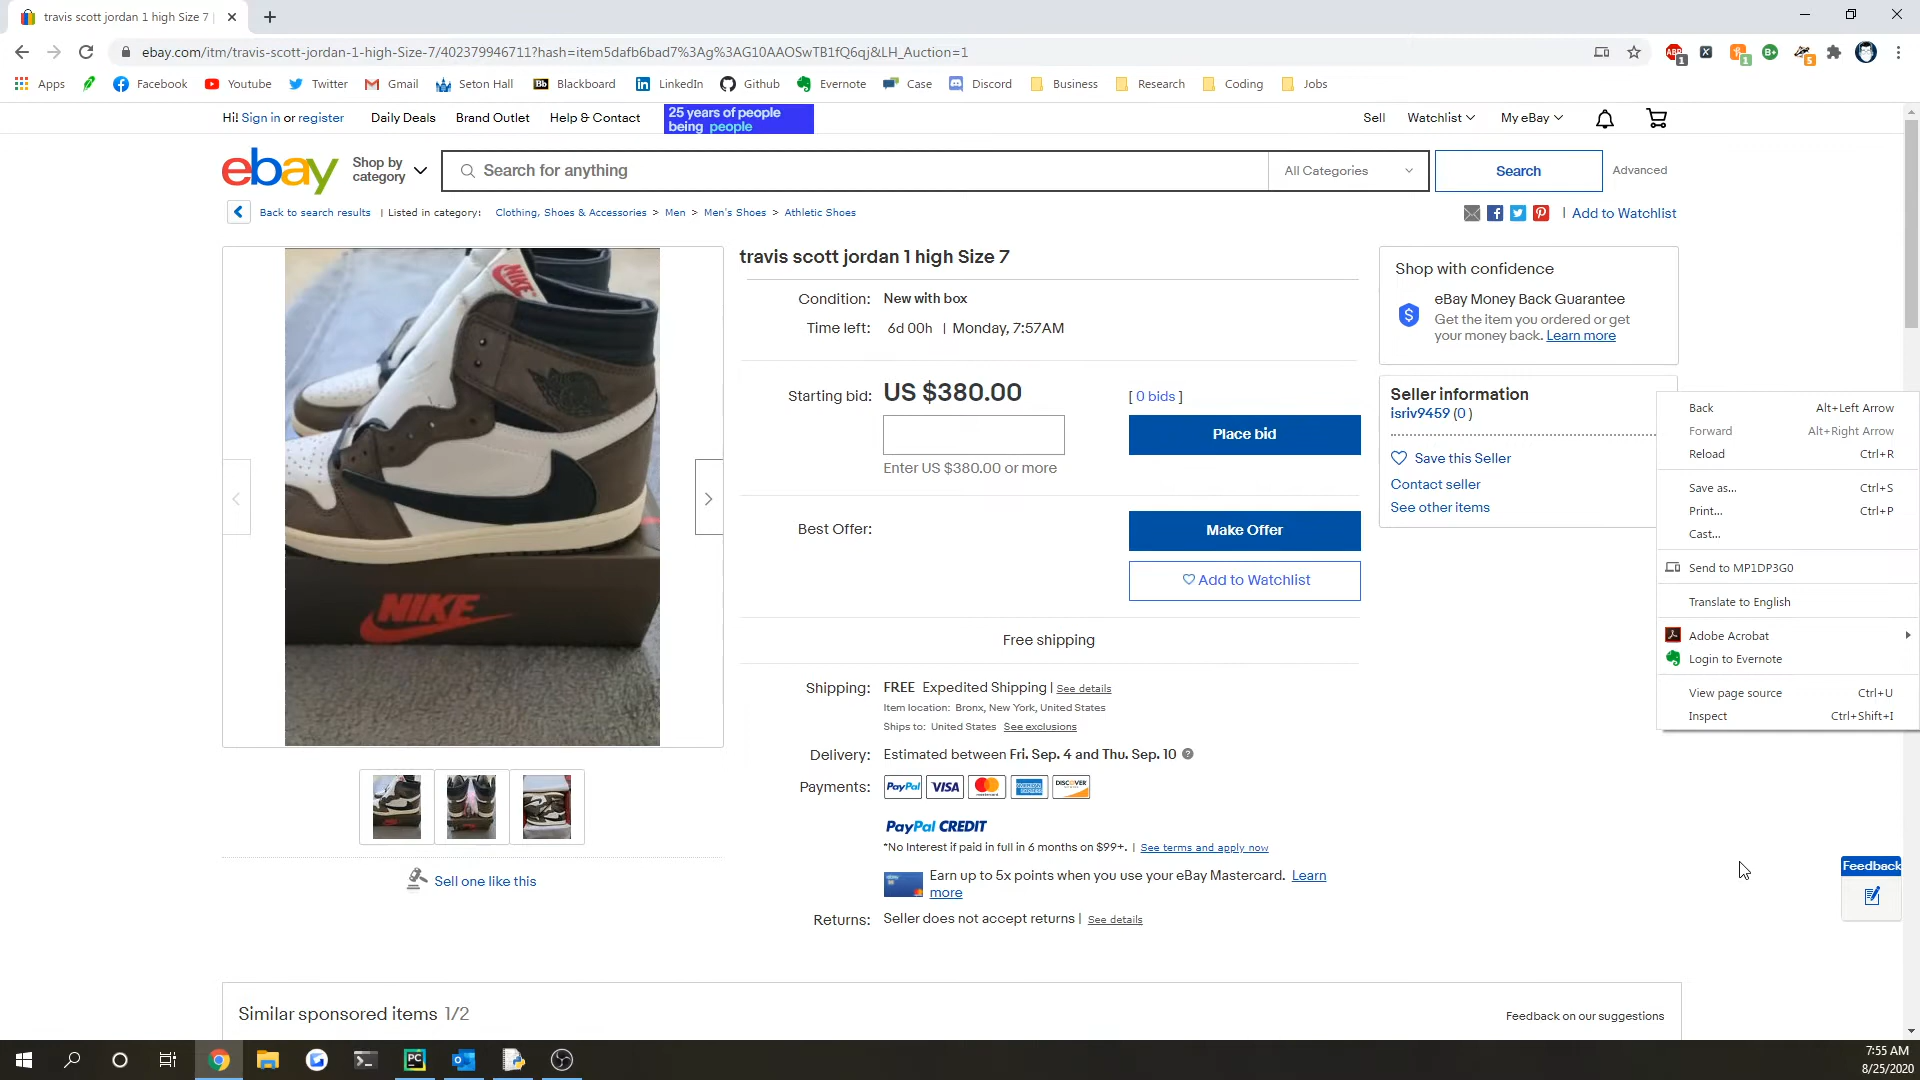 travis scott jordan 1 high Size 7 |
ebay.com/itm/travis-scott-jordan-1-high-Size-7/402379946711?hash=item5dafb6bad7%3Ag%3AG10AAOSwTB1fQ6qj&LH_Auction=1
Apps Facebook Youtube Twitter Gmail Seton Hall Blackboard LinkedIn Github Evernote Case Discord Business Research Coding Jobs
Hi! Sign in or register Daily Deals Brand Outlet Help & Contact 25 years of people
being people
Sell Watchlist My eBay
ebay Shop by
category
Search for anything All Categories Search Advanced
Back to search results | Listed in category: Clothing, Shoes & Accessories > Men > Men's Shoes > Athletic Shoes
| Add to Watchlist
NIKE
NIKE
Sell one like this
travis scott jordan 1 high Size 7
Condition: New with box
Time left: 6d 00h | Monday, 7:57AM
Starting bid: US $380.00 [ 0 bids ]
Place bid
Enter US $380.00 or more
Best Offer: Make Offer
Add to Watchlist
Free shipping
Shipping: FREE Expedited Shipping | See details
Item location: Bronx, New York, United States
Ships to: United States See exclusions
Delivery: Estimated between Fri. Sep. 4 and Thu. Sep. 10
Payments: PayPal VISA mastercard AMERICAN EXPRESS DISCOVER
PayPal CREDIT
*No Interest if paid in full in 6 months on $99+. | See terms and apply now
Earn up to 5x points when you use your eBay Mastercard. Learn
more
Returns: Seller does not accept returns | See details
Shop with confidence
eBay Money Back Guarantee
Get the item you ordered or get
your money back. Learn more
Seller information
isriv9459 (0 )
Save this Seller
Contact seller
See other items
Back Alt+Left Arrow
Forward Alt+Right Arrow
Reload Ctrl+R
Save as... Ctrl+S
Print... Ctrl+P
Cast...
Send to MP1DP3G0
Translate to English
Adobe Acrobat
Login to Evernote
View page source Ctrl+U
Inspect Ctrl+Shift+I
Feedback
Similar sponsored items 1/2
Feedback on our suggestions
7:55 AM
8/25/2020